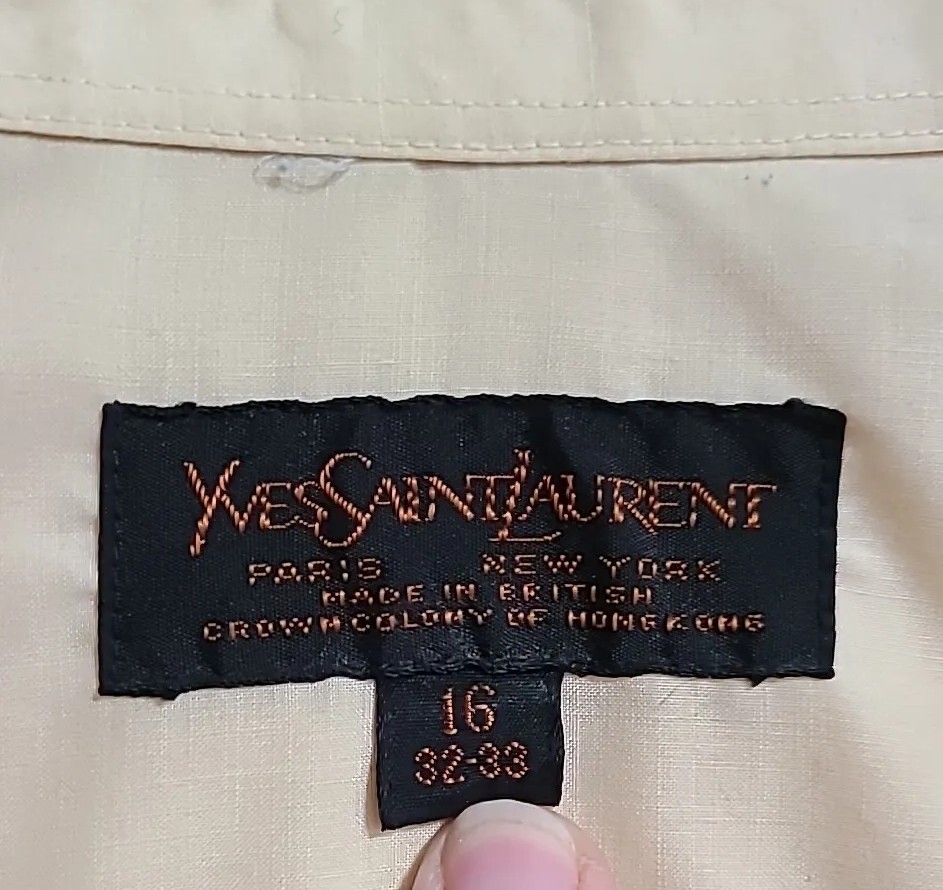 YVES SAINT LAURENT
PARIS NEW YORK
MADE IN BRITISH
CROWN COLONY OF HONG KONG
16
32-33